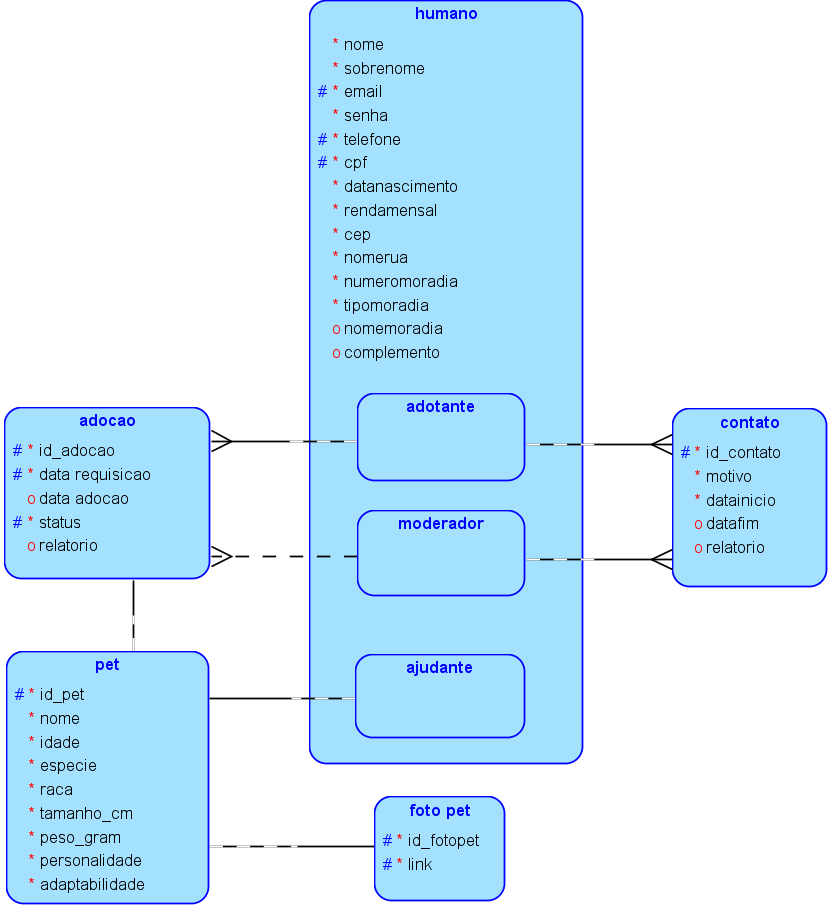 humano
* nome
* sobrenome
# * email
* senha
# * telefone
# * cpf
* datanascimento
* rendamensal
* cep
* nomerua
* numeromoradia
* tipomoradia
o nomemoradia
o complemento
adotante
moderador
ajudante
adocao
# * id_adocao
# * data requisicao
o data adocao
# * status
o relatorio
contato
# * id_contato
* motivo
* datainicio
o datafim
o relatorio
pet
# * id_pet
* nome
* idade
* especie
* raca
* tamanho_cm
* peso_gram
* personalidade
* adaptabilidade
foto pet
# * id_fotopet
# * link